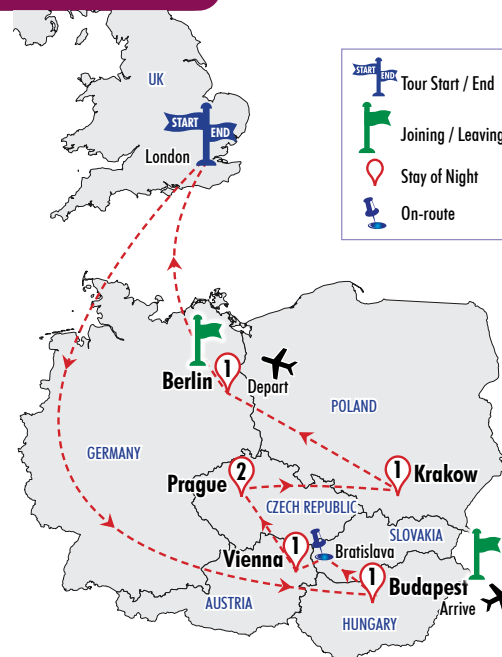 UK
START
END
London
START
END
Tour Start / End
Joining / Leaving
Stay of Night
On-route
Berlin
1
Depart
POLAND
GERMANY
Prague
2
1
Krakow
CZECH REPUBLIC
SLOVAKIA
Vienna
1
Bratislava
1
Budapest
Arrive
AUSTRIA
HUNGARY